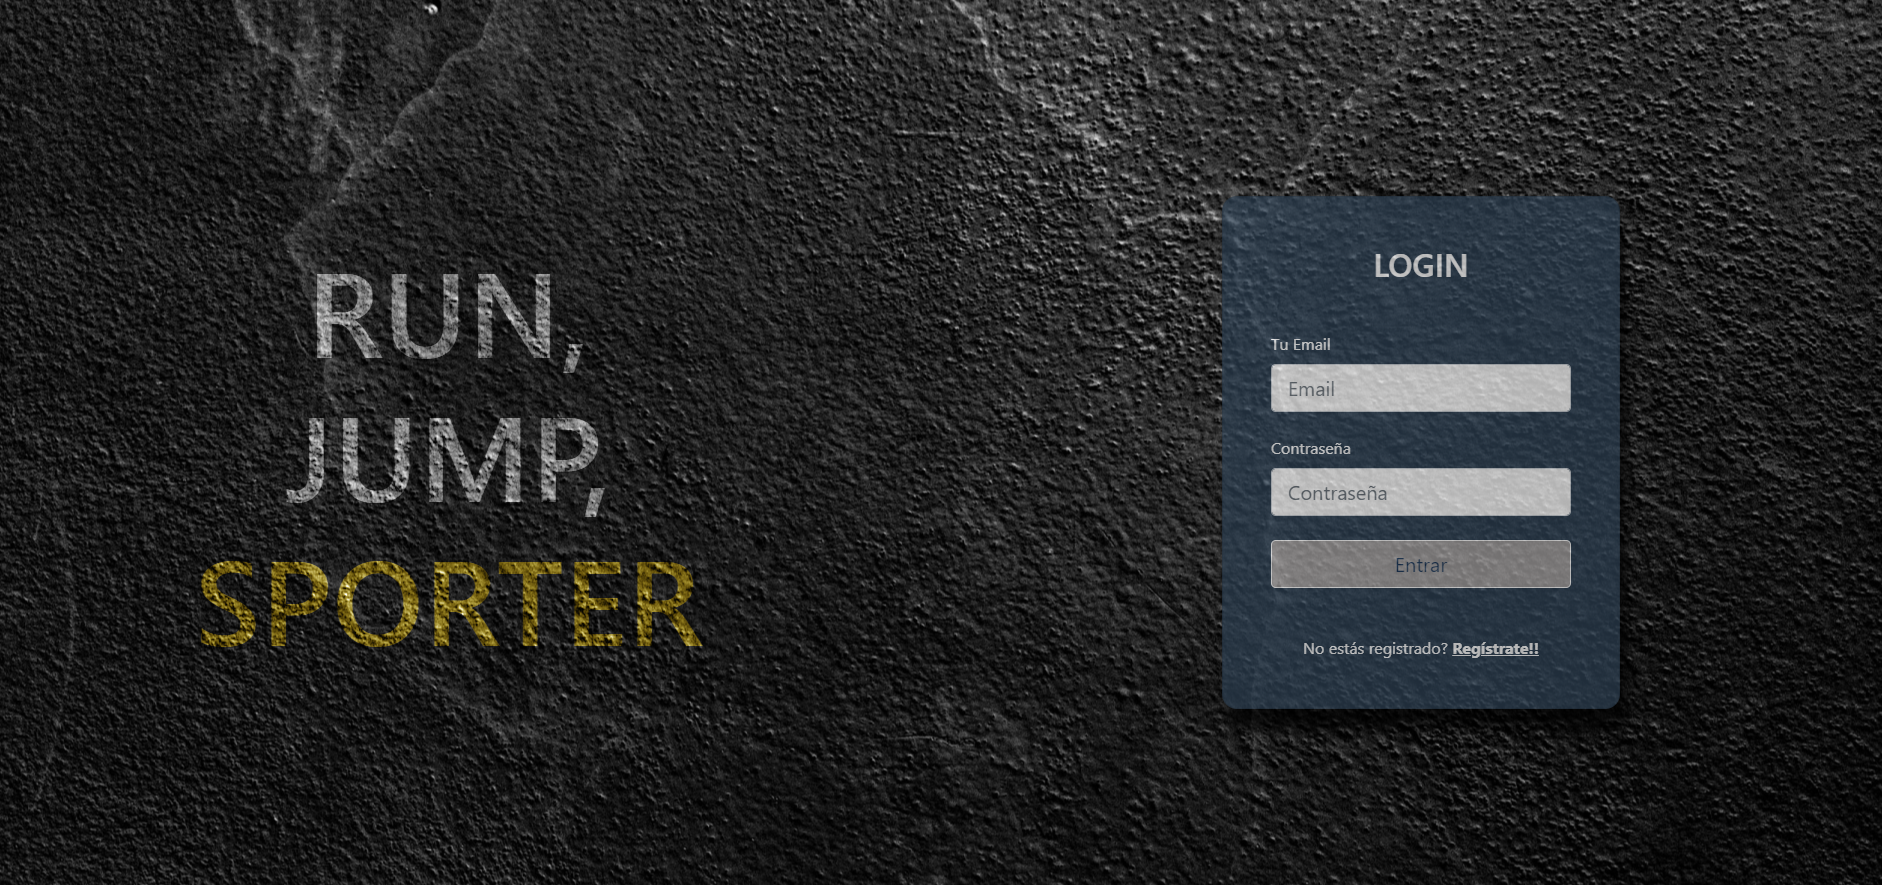 RUN,
JUMP,
SPORTER
LOGIN
Tu Email
Email
Contraseña
Contraseña
Entrar
No estás registrado? Regístrate!!